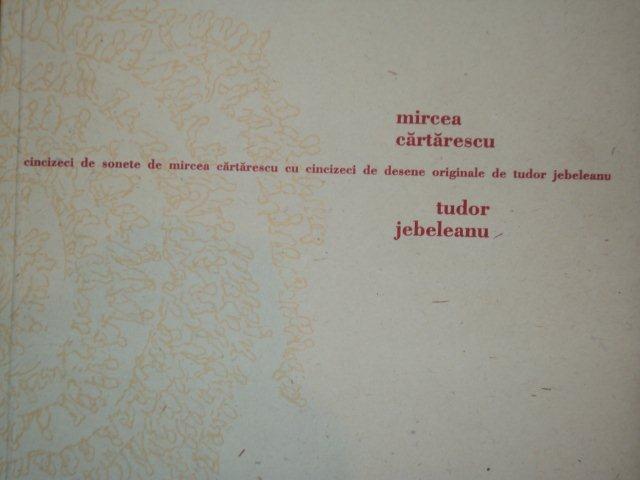 mircea
cărtărescu
cincizeci de sonete de mircea cărtărescu cu cincizeci de desene originale de tudor jebeleanu
tudor
jebeleanu